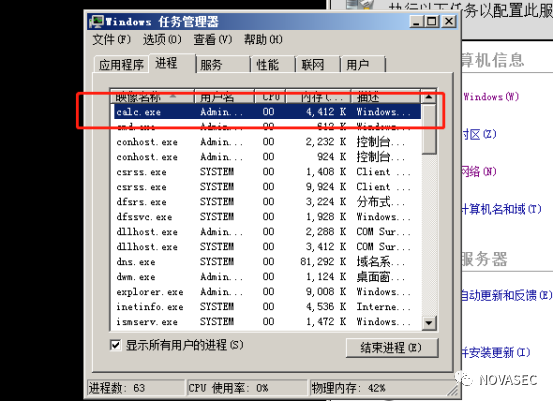 执行以下任务以配置此服
Windows 任务管理器
文件(F) 选项(O) 查看(V) 帮助(H)
应用程序 进程 服务 性能 联网 用户
映像名称 用户名 CPU 内存(... 描述
calc.exe Admin... 00 4,412 K Windows...
cmd.exe Admin... 00 612 K Windows...
conhost.exe Admin... 00 2,232 K 控制台...
conhost.exe Admin... 00 924 K 控制台...
csrss.exe SYSTEM 00 1,408 K Client ...
csrss.exe SYSTEM 00 9,924 K Client ...
dfsrs.exe SYSTEM 00 3,224 K 分布式...
dfssvc.exe SYSTEM 00 1,928 K Windows...
dllhost.exe Admin... 00 2,288 K COM Sur...
dllhost.exe SYSTEM 00 3,412 K COM Sur...
dns.exe SYSTEM 00 81,292 K 域名系...
dwm.exe Admin... 00 1,124 K 桌面窗...
explorer.exe Admin... 00 9,008 K Windows...
inetinfo.exe SYSTEM 00 4,536 K Interne...
ismserv.exe SYSTEM 00 1,472 K Windows...
显示所有用户的进程(S)
结束进程(E)
进程数: 63 CPU 使用率: 0% 物理内存: 42%
算机信息
Windows(W)
时区(Z)
网络(N)
计算机名和域(T)
服务器
自动更新和反馈(E)
并安装更新(I)
NOVASEC